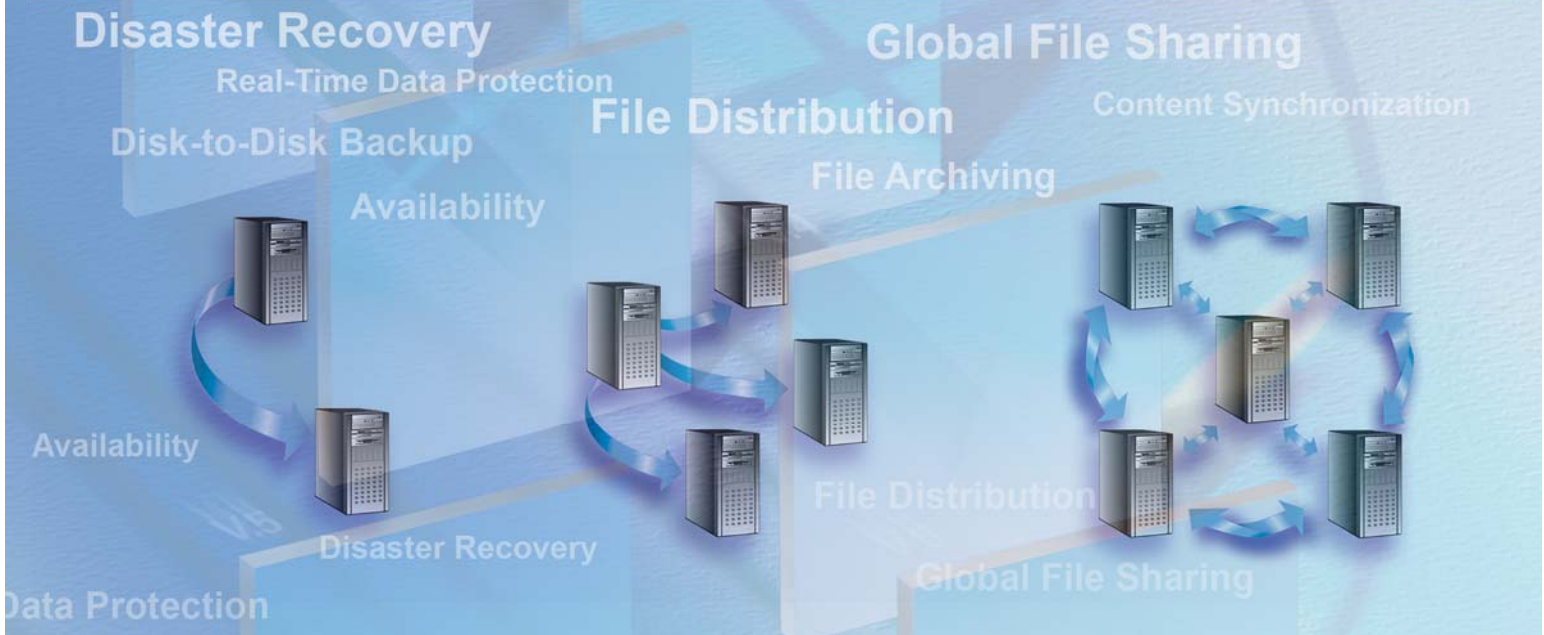 Disaster Recovery
Global File Sharing
Real-Time Data Protection
File Distribution
Content Synchronization
Disk-to-Disk Backup
File Archiving
Availability
Availability
File Distribution
V.5
Disaster Recovery
Global File Sharing
Data Protection